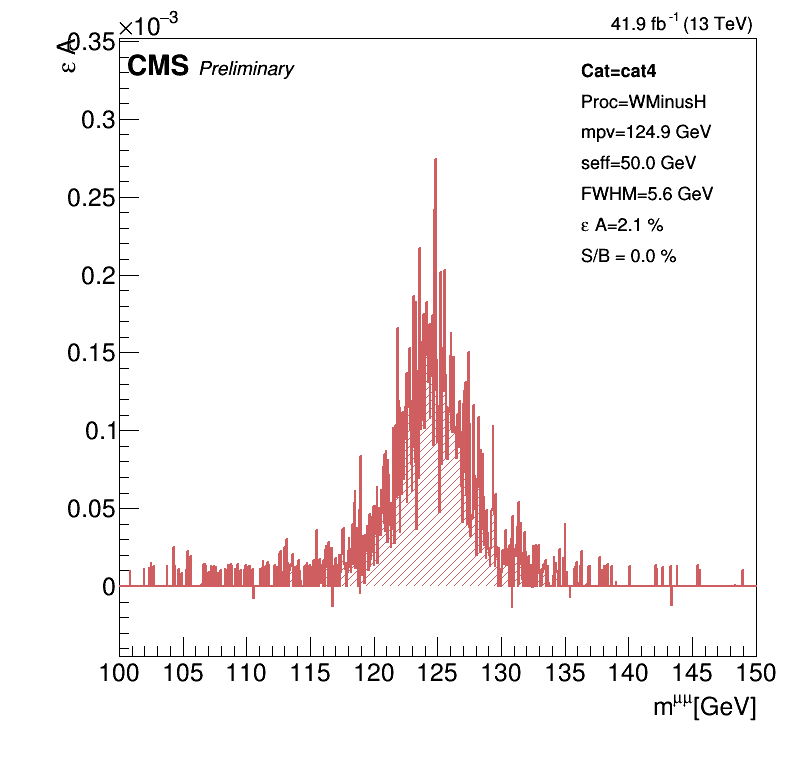 ×10⁻³
41.9 fb⁻¹ (13 TeV)
ε A
CMS Preliminary
Cat=cat4
Proc=WMinusH
mpv=124.9 GeV
seff=50.0 GeV
FWHM=5.6 GeV
ε A=2.1 %
S/B = 0.0 %
0.35
0.3
0.25
0.2
0.15
0.1
0.05
0
100 105 110 115 120 125 130 135 140 145 150
m^μμ[GeV]